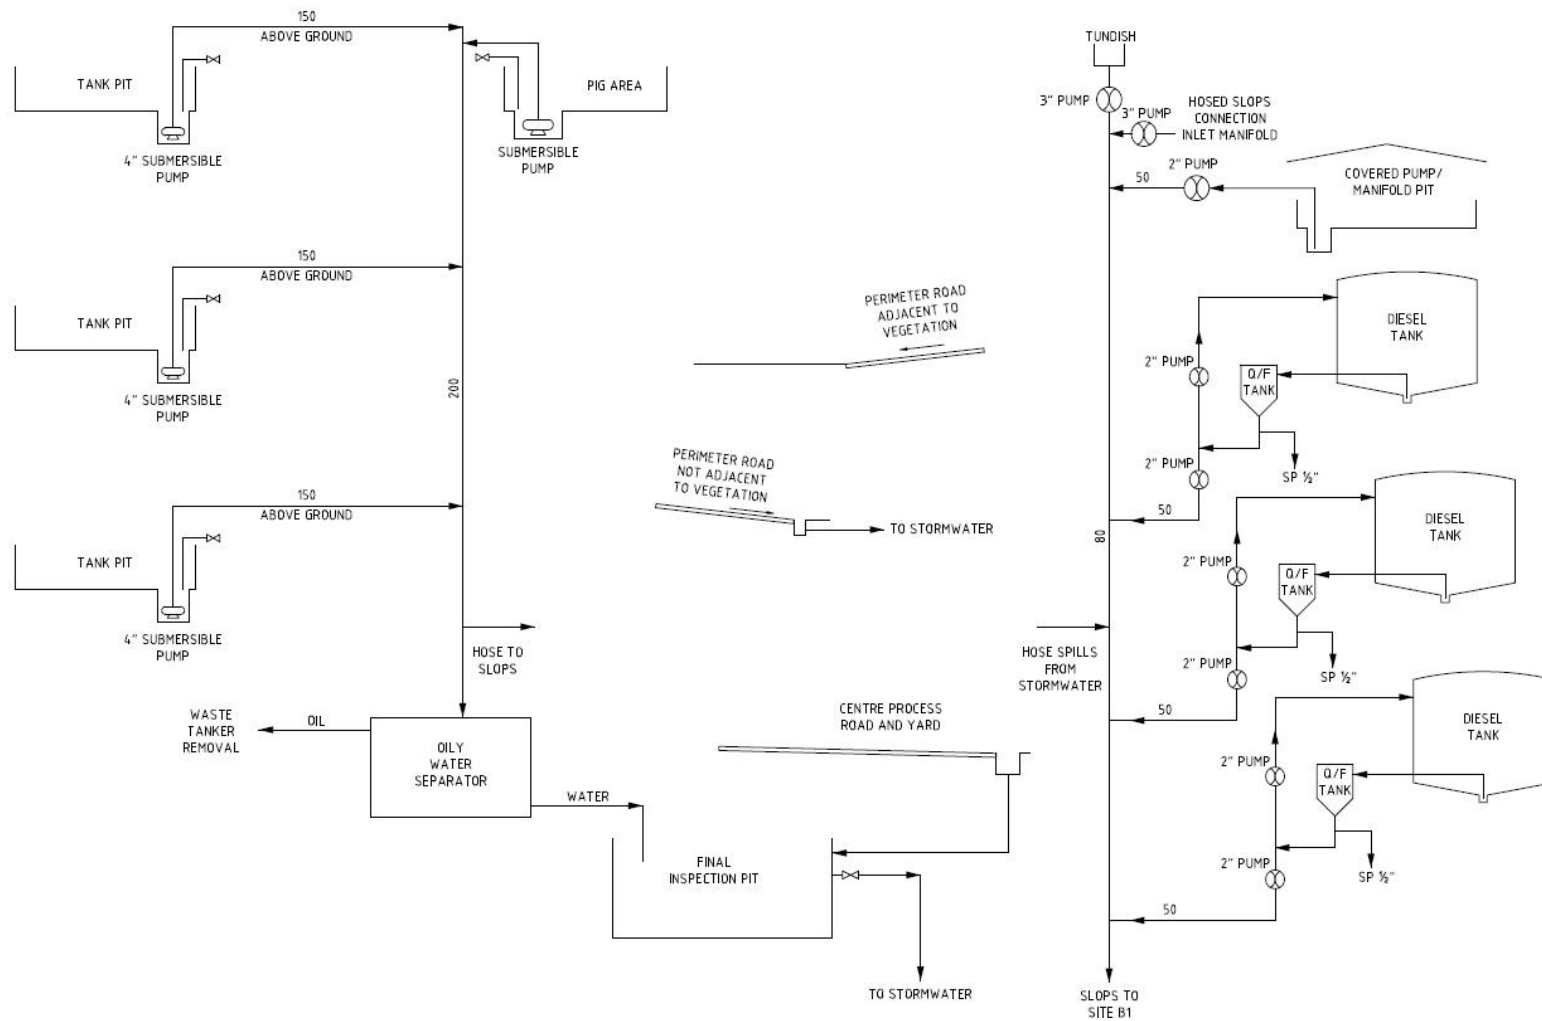 150
ABOVE GROUND
TANK PIT
4" SUBMERSIBLE
PUMP
PIG AREA
SUBMERSIBLE
PUMP
150
ABOVE GROUND
TANK PIT
4" SUBMERSIBLE
PUMP
200
150
ABOVE GROUND
TANK PIT
4" SUBMERSIBLE
PUMP
HOSE TO
SLOPS
WASTE
TANKER
REMOVAL
OIL
OILY
WATER
SEPARATOR
WATER
FINAL
INSPECTION PIT
TO STORMWATER
PERIMETER ROAD
ADJACENT TO
VEGETATION
PERIMETER ROAD
NOT ADJACENT
TO VEGETATION
TO STORMWATER
CENTRE PROCESS
ROAD AND YARD
TUNDISH
3" PUMP
3" PUMP
HOSED SLOPS
CONNECTION
INLET MANIFOLD
2" PUMP
50
COVERED PUMP/
MANIFOLD PIT
DIESEL
TANK
2" PUMP
Q/F
TANK
2" PUMP
SP ½"
50
80
DIESEL
TANK
2" PUMP
Q/F
TANK
2" PUMP
SP ½"
50
HOSE SPILLS
FROM
STORMWATER
DIESEL
TANK
2" PUMP
Q/F
TANK
2" PUMP
SP ½"
50
SLOPS TO
SITE B1